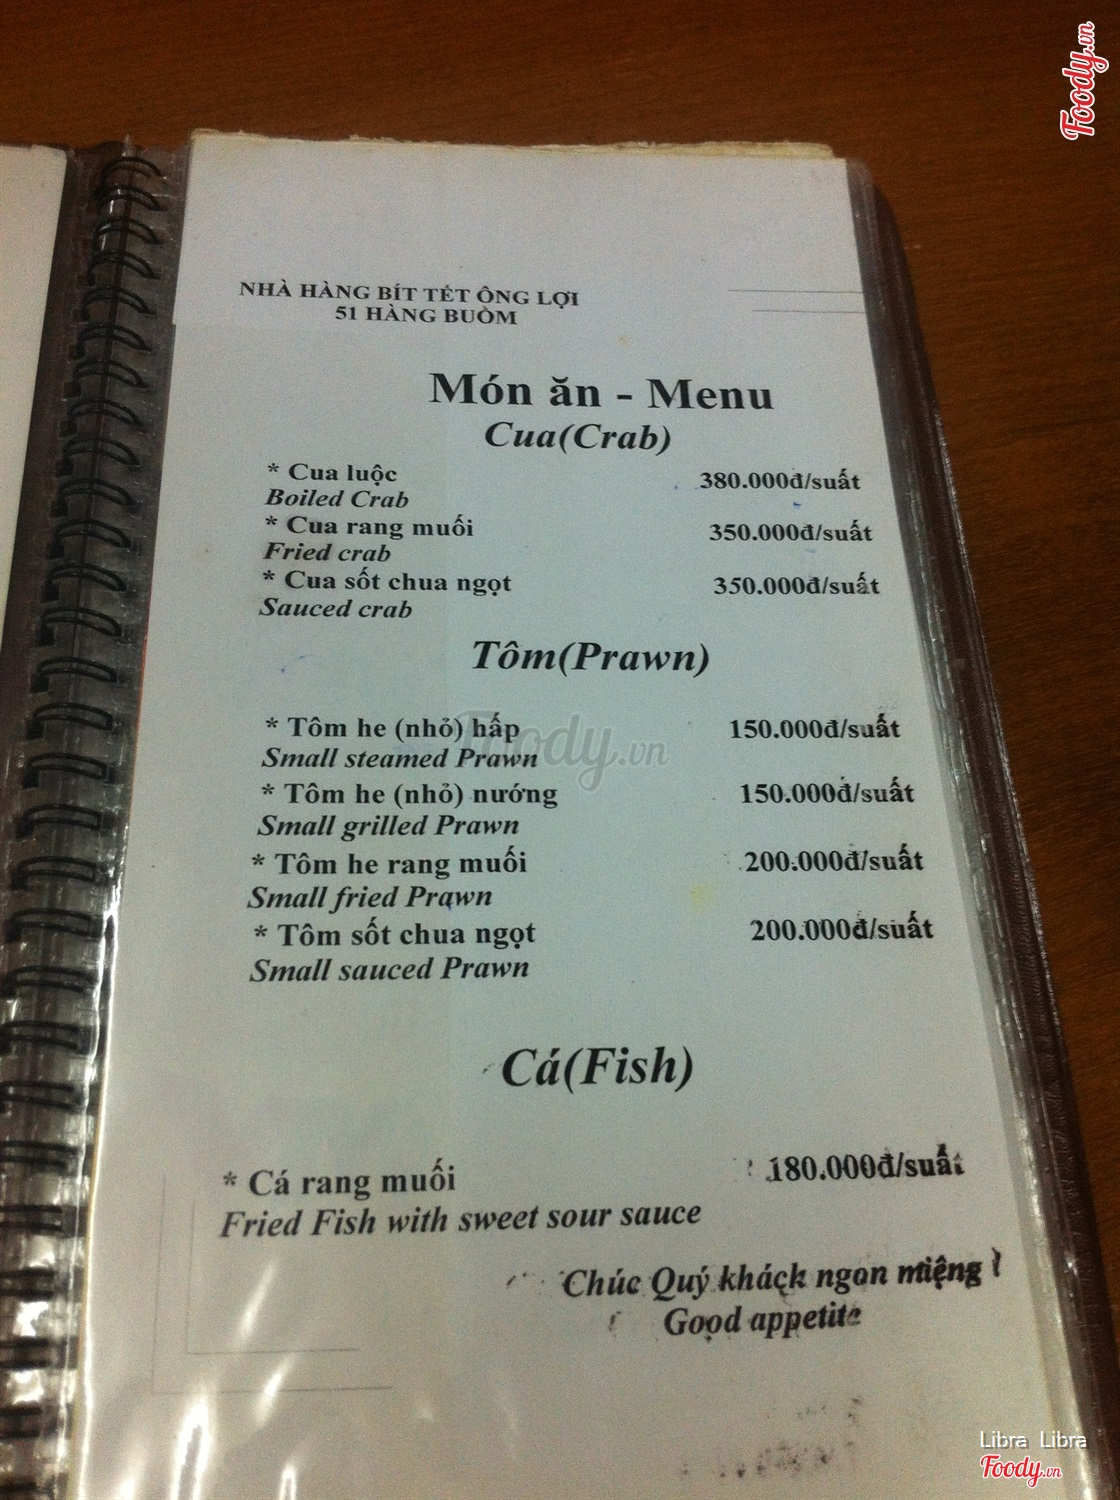 Foody.vn
NHÀ HÀNG BÍT TẾT ÔNG LỢI
51 HÀNG BUỒM
Món ăn - Menu
Cua(Crab)
* Cua luộc 380.000đ/suất
Boiled Crab
* Cua rang muối 350.000đ/suất
Fried crab
* Cua sốt chua ngọt 350.000đ/suất
Sauced crab
Tôm(Prawn)
* Tôm he (nhỏ) hấp 150.000đ/suất
Small steamed Prawn
Foody.vn
* Tôm he (nhỏ) nướng 150.000đ/suất
Small grilled Prawn
* Tôm he rang muối 200.000đ/suất
Small fried Prawn
* Tôm sốt chua ngọt 200.000đ/suất
Small sauced Prawn
Cá(Fish)
* Cá rang muối 180.000đ/suất
Fried Fish with sweet sour sauce
Chúc Quý khách ngon miệng !
Good appetite
Libra Libra
Foody.vn